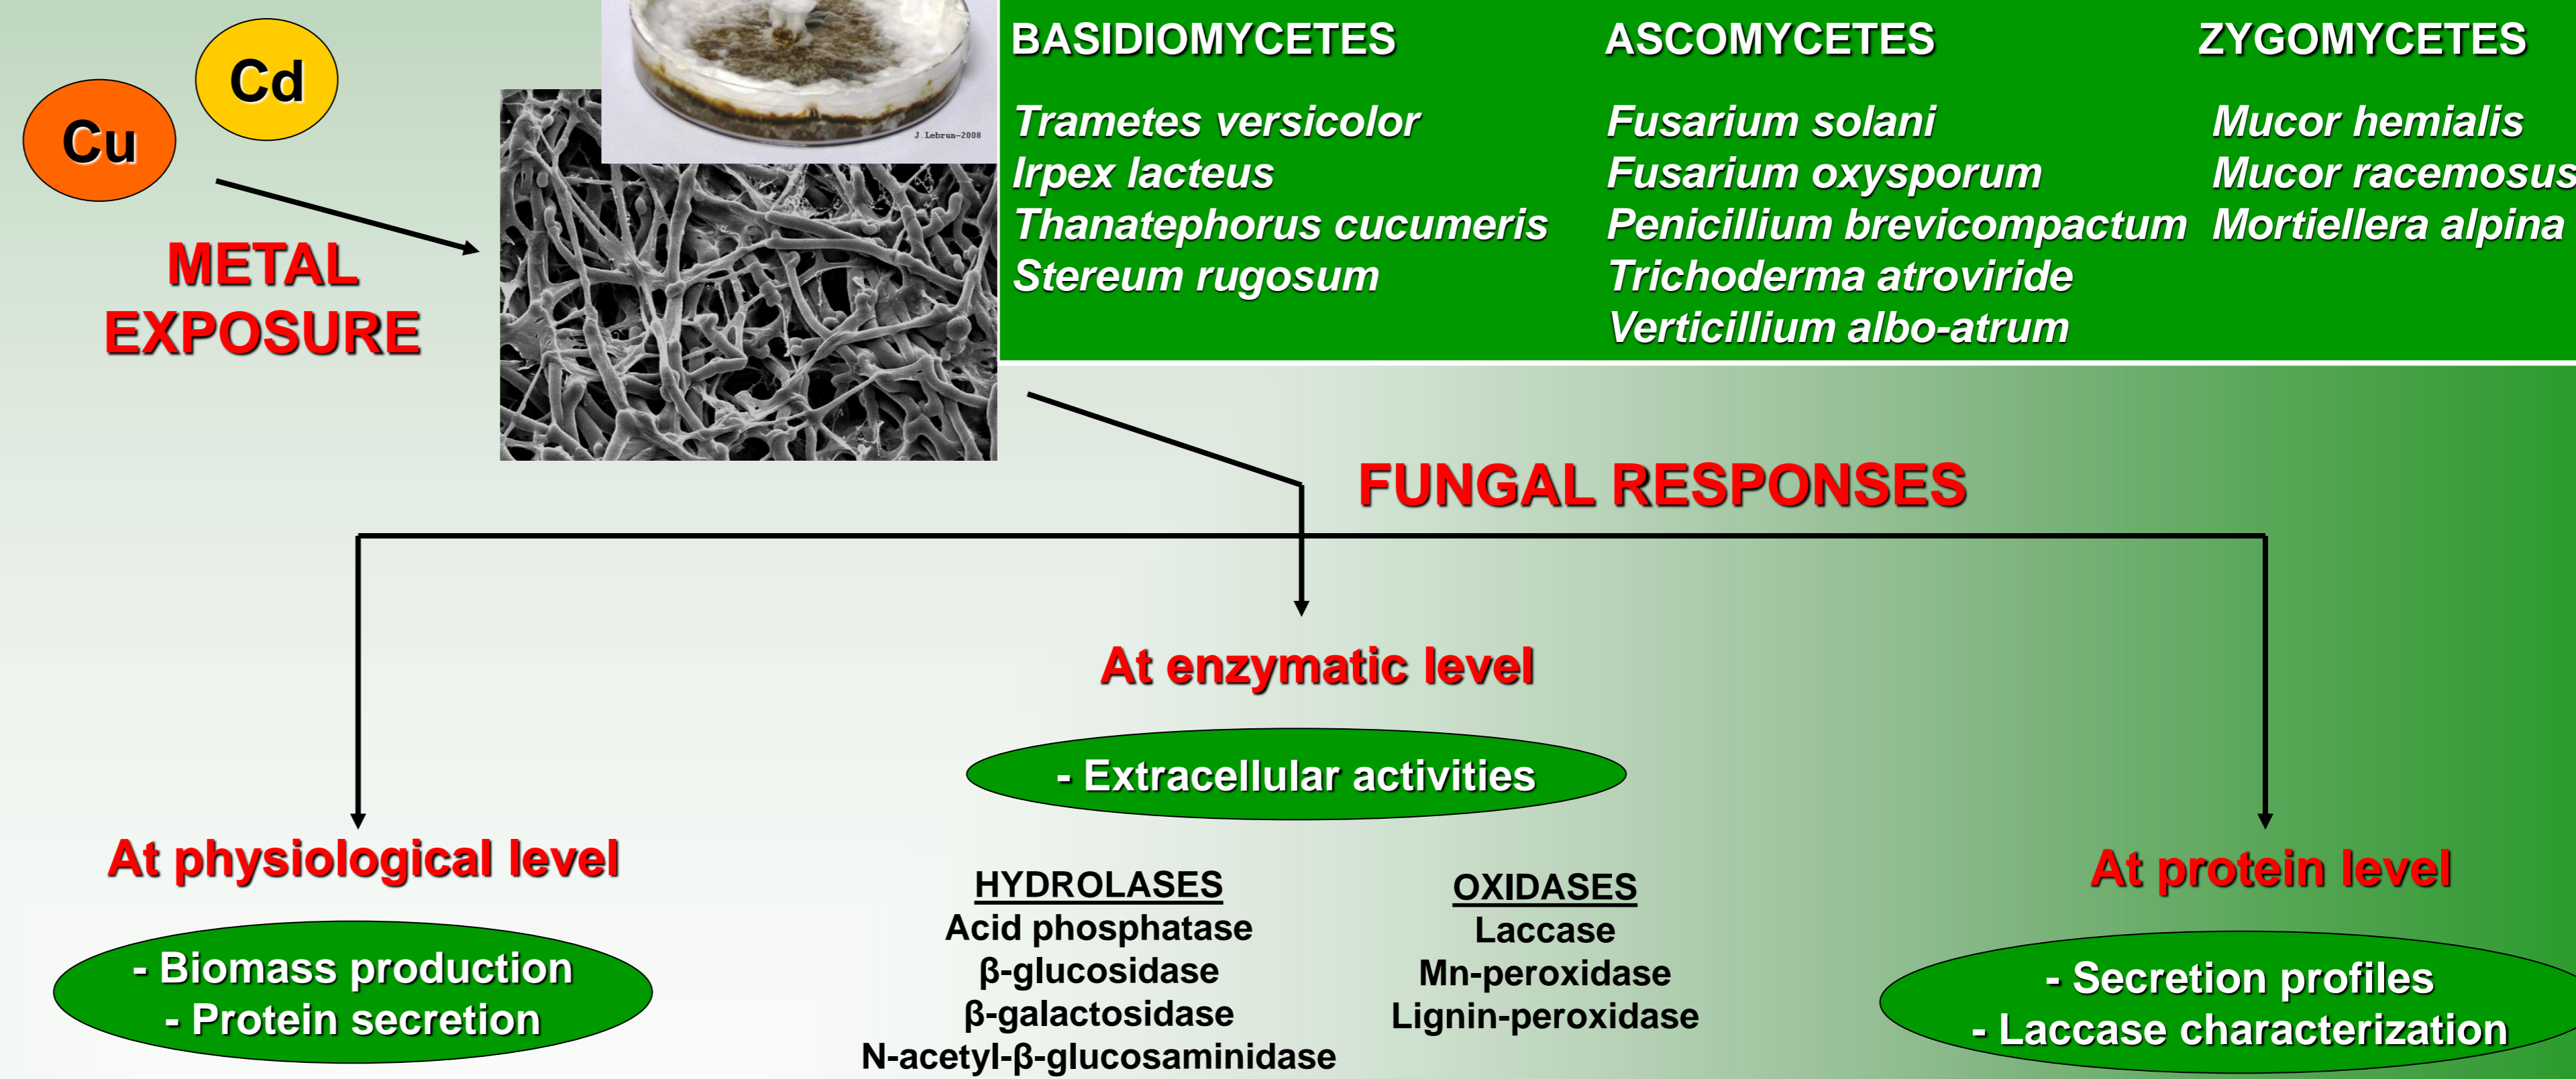 Cu
Cd
METAL
EXPOSURE
J.Lebrun-2008
BASIDIOMYCETES
Trametes versicolor
Irpex lacteus
Thanatephorus cucumeris
Stereum rugosum
ASCOMYCETES
Fusarium solani
Fusarium oxysporum
Penicillium brevicompactum
Trichoderma atroviride
Verticillium albo-atrum
ZYGOMYCETES
Mucor hemialis
Mucor racemosus
Mortiellera alpina
FUNGAL RESPONSES
At physiological level
- Biomass production
- Protein secretion
At enzymatic level
- Extracellular activities
HYDROLASES
Acid phosphatase
β-glucosidase
β-galactosidase
N-acetyl-β-glucosaminidase
OXIDASES
Laccase
Mn-peroxidase
Lignin-peroxidase
At protein level
- Secretion profiles
- Laccase characterization